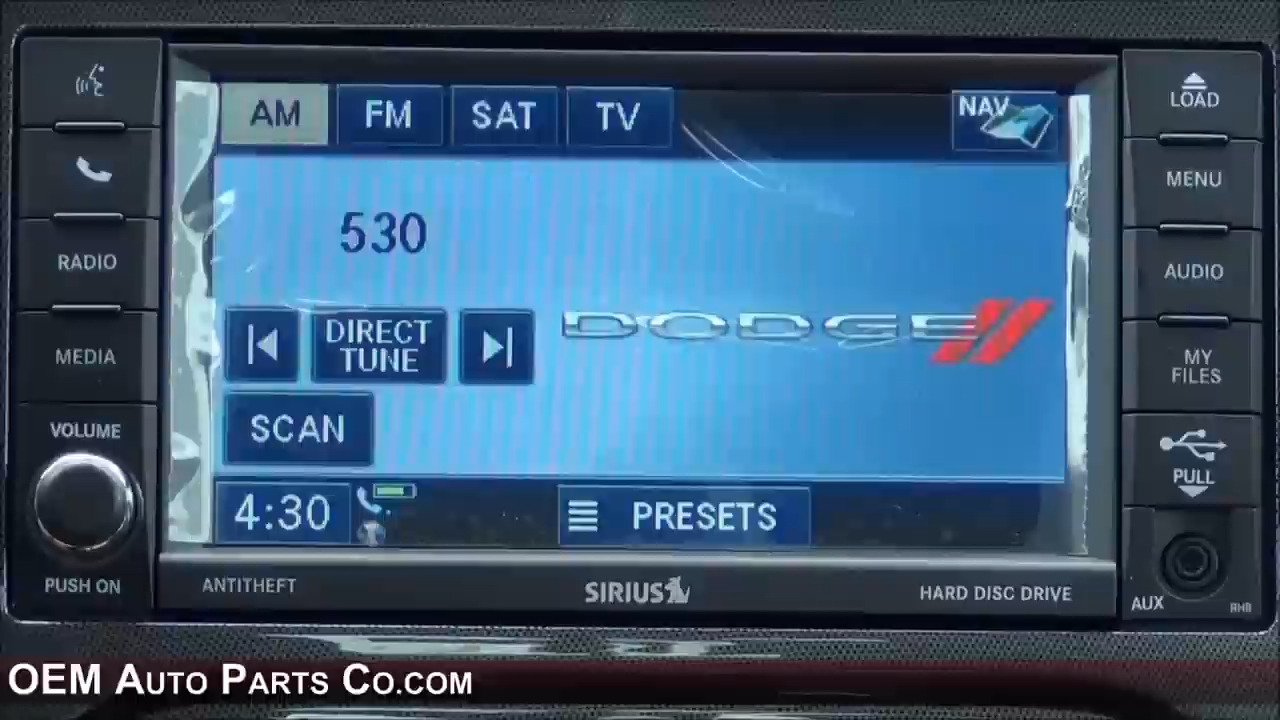 AM
FM
SAT
TV
NAV
530
DIRECT
TUNE
DODGE
SCAN
4:30
PRESETS
RADIO
MEDIA
VOLUME
PUSH ON
LOAD
MENU
AUDIO
MY
FILES
PULL
AUX
RHB
ANTITHEFT
SIRIUS
HARD DISC DRIVE
OEM AUTO PARTS CO.COM